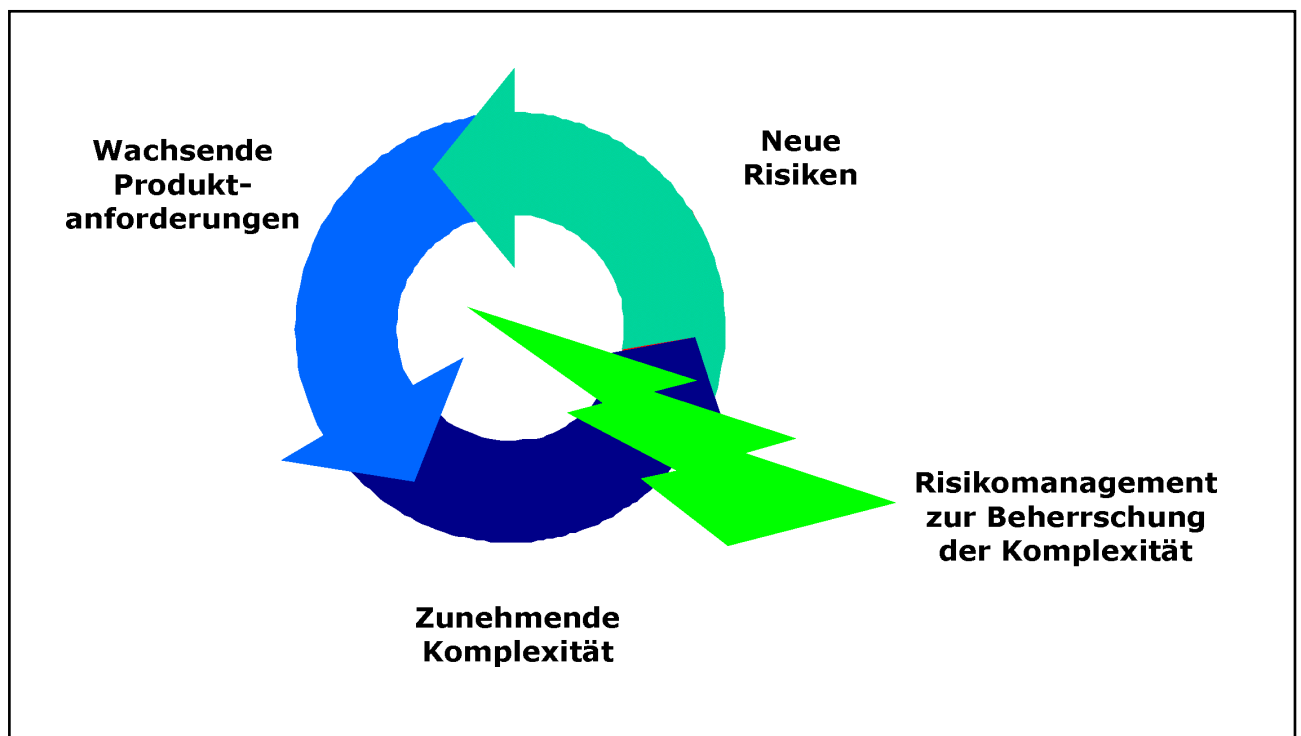 Wachsende
Produkt-
anforderungen
Neue
Risiken
Risikomanagement
zur Beherrschung
der Komplexität
Zunehmende
Komplexität